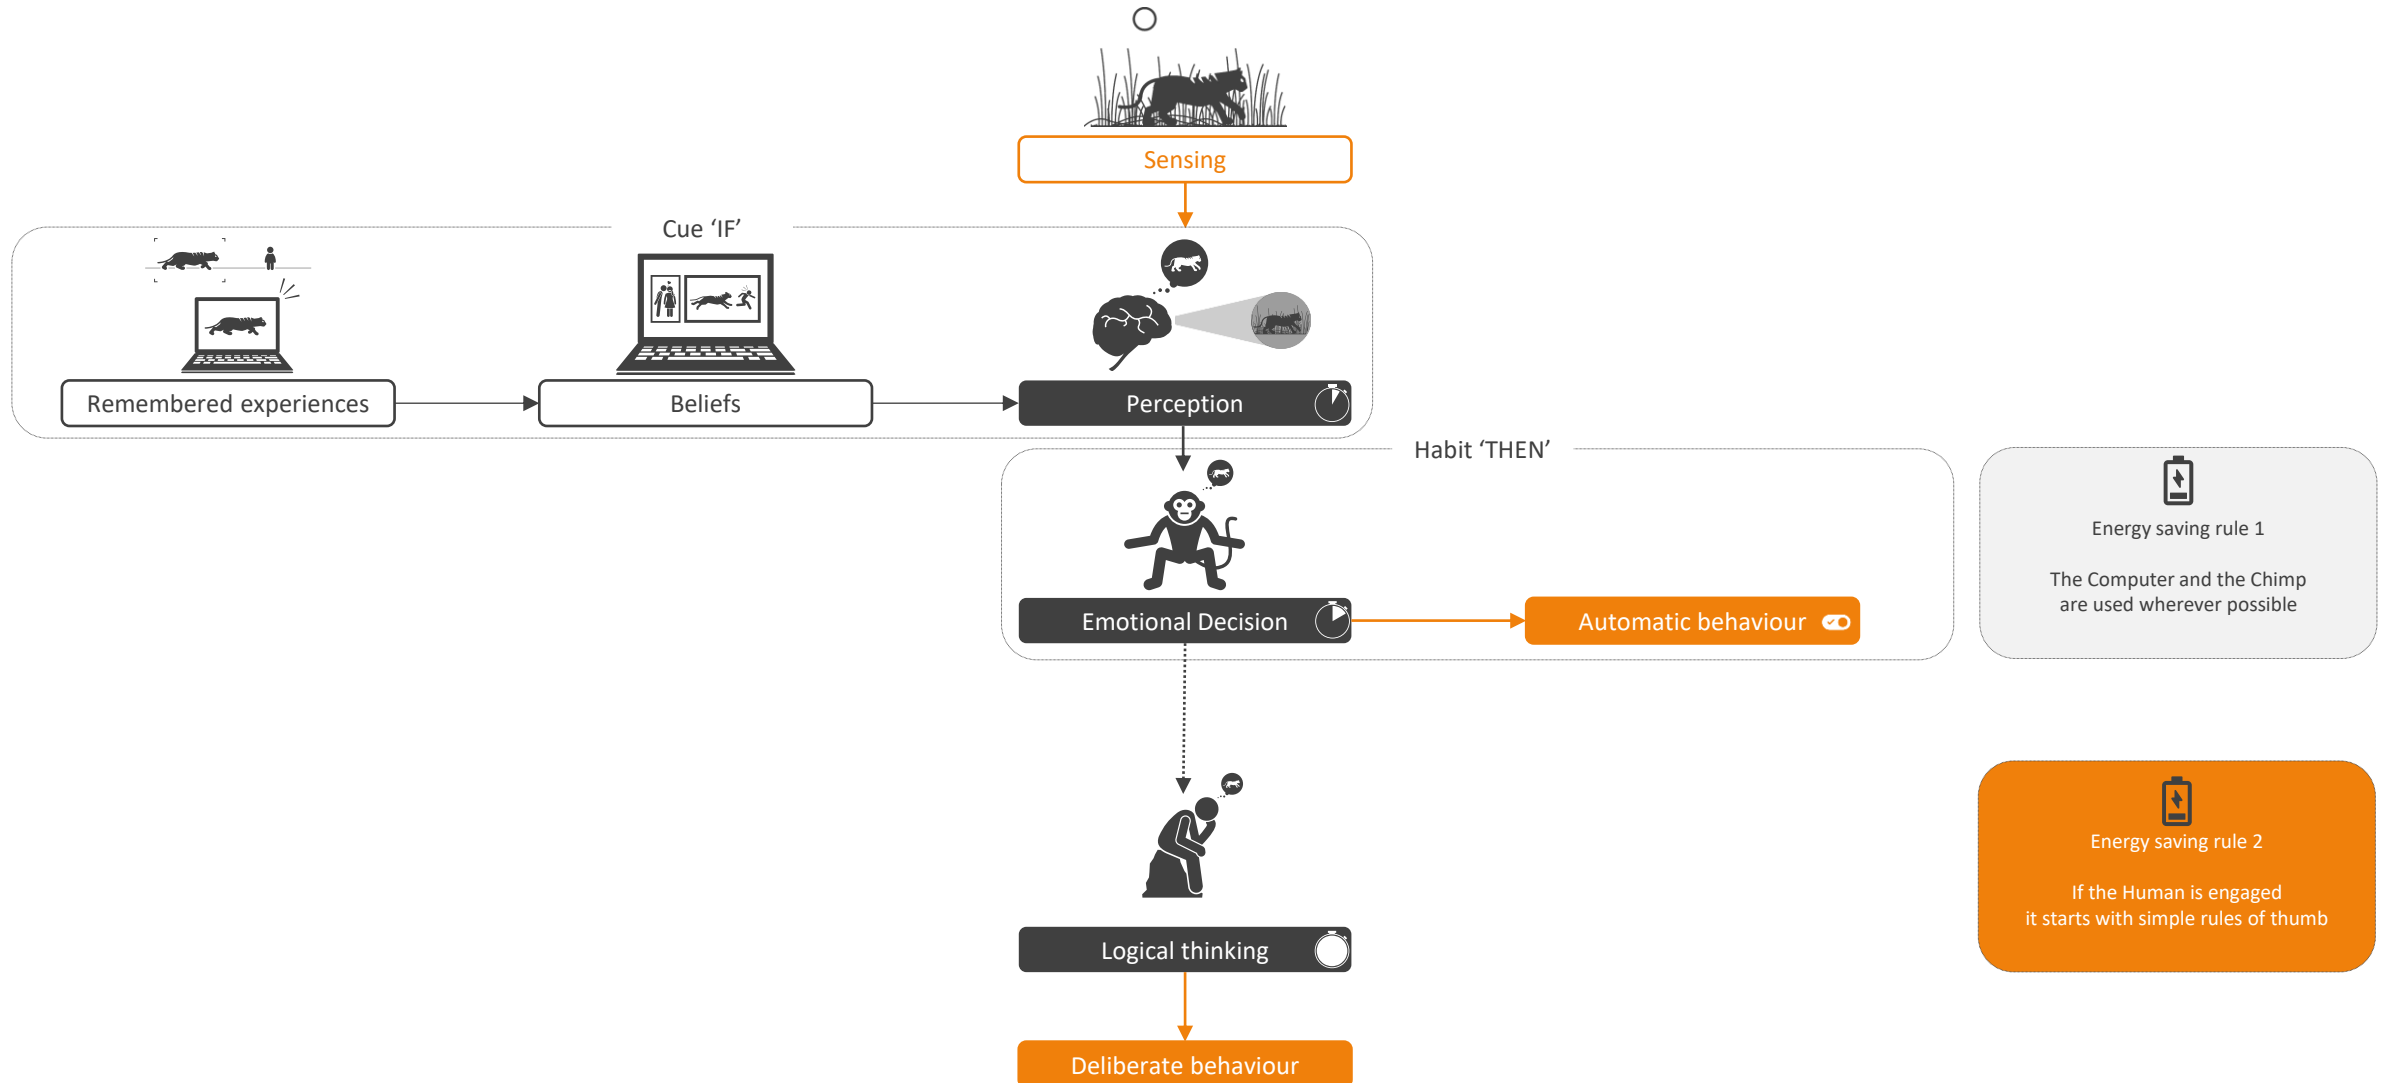 Sensing
Cue ‘IF’
Remembered experiences
Beliefs
Perception
Habit ‘THEN’
Emotional Decision
Automatic behaviour
Energy saving rule 1
The Computer and the Chimp
are used wherever possible
Logical thinking
Deliberate behaviour
Energy saving rule 2
If the Human is engaged
it starts with simple rules of thumb